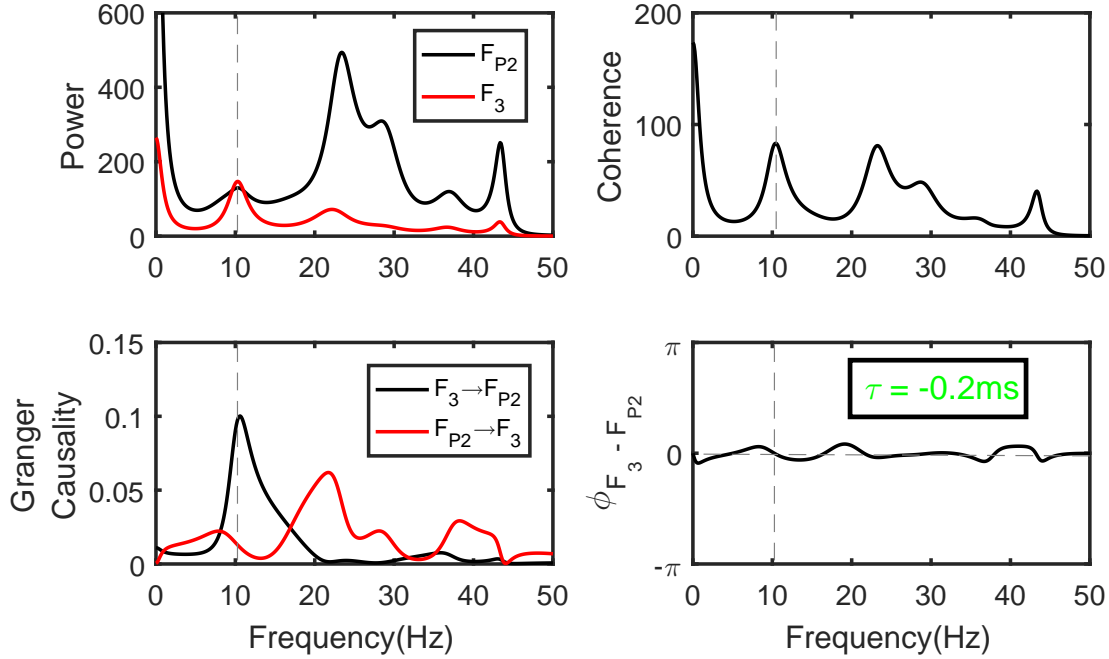 600
400
200
0
Power
F_P2
F_3
0 10 20 30 40 50
200
100
0
Coherence
0 10 20 30 40 50
0.15
0.1
0.05
0
Granger
Causality
F_3→F_P2
F_P2→F_3
0 10 20 30 40 50
Frequency(Hz)
π
0
-π
ϕ_F_3 - F_P2
τ = -0.2ms
0 10 20 30 40 50
Frequency(Hz)